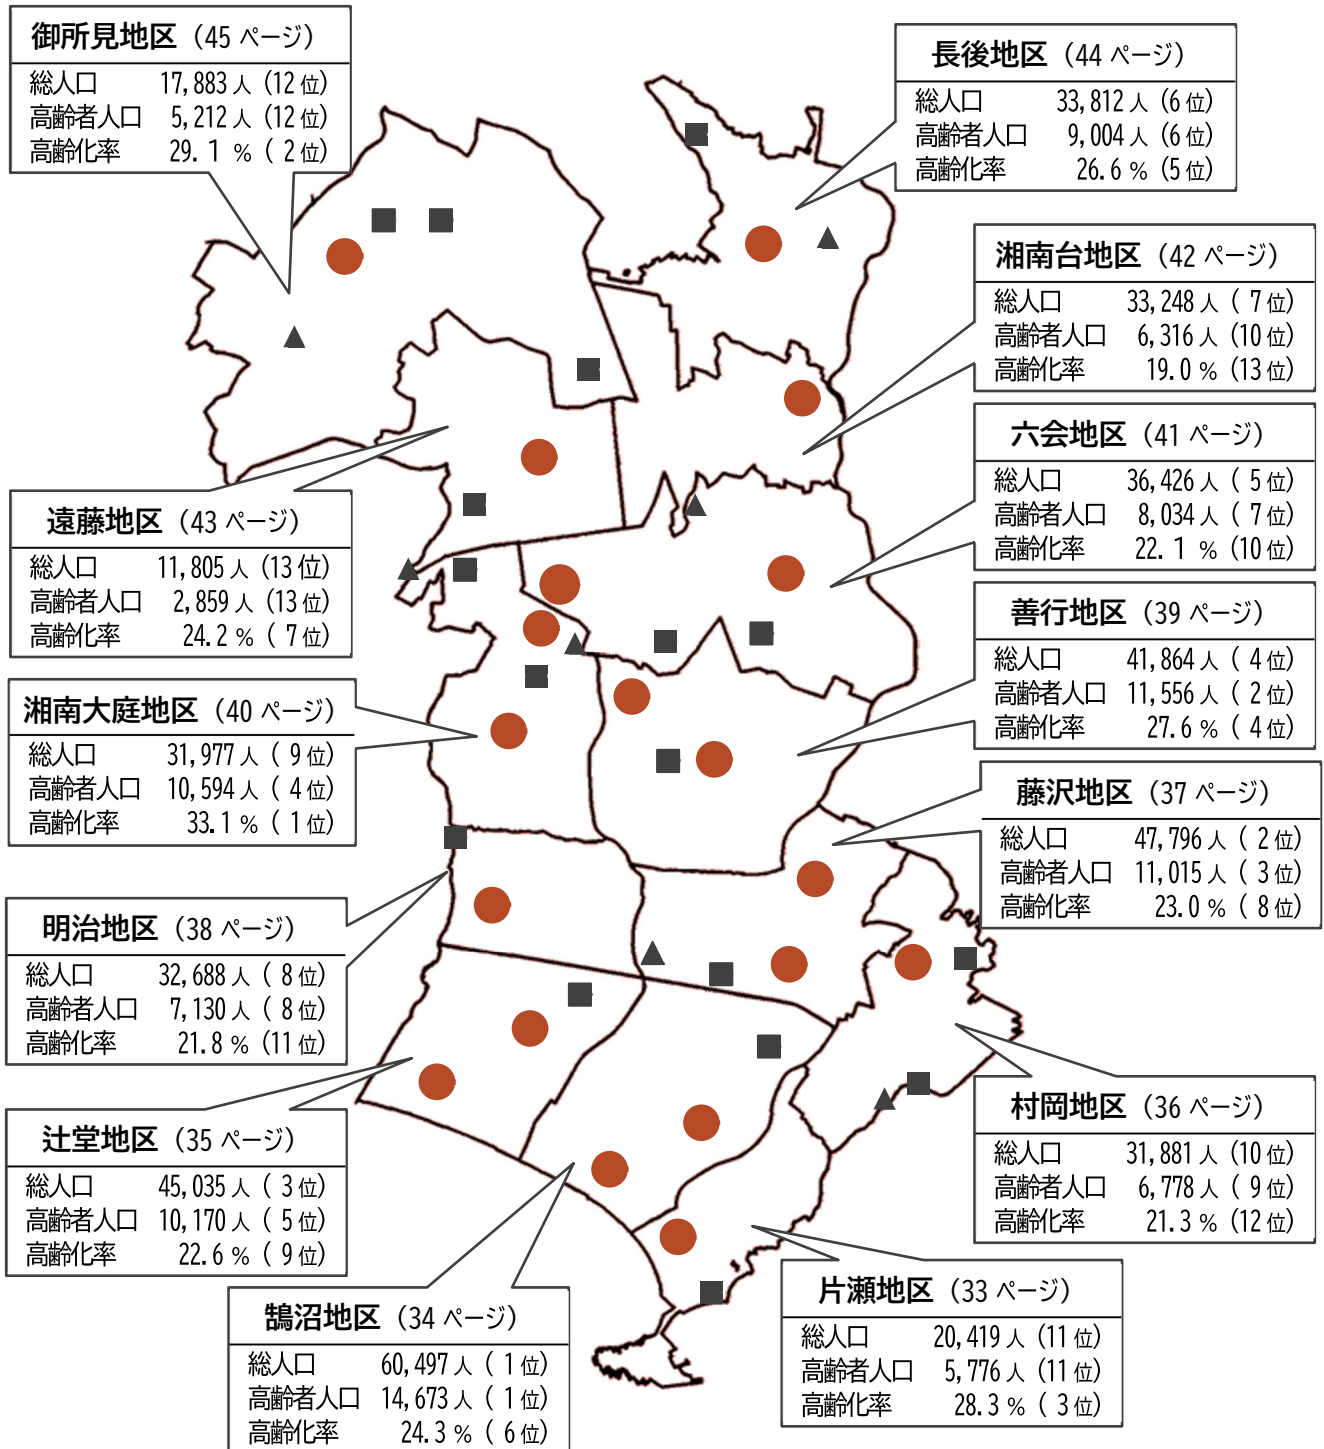 御所見地区（45 ページ）
総人口 17,883 人（12 位）
高齢者人口 5,212 人（12 位）
高齢化率 29.1 %（ 2 位）
長後地区（44 ページ）
総人口 33,812 人（6 位）
高齢者人口 9,004 人（6 位）
高齢化率 26.6 %（5 位）
湘南台地区（42 ページ）
総人口 33,248 人（ 7 位）
高齢者人口 6,316 人（10 位）
高齢化率 19.0 %（13 位）
六会地区（41 ページ）
総人口 36,426 人（ 5 位）
高齢者人口 8,034 人（ 7 位）
高齢化率 22.1 %（10 位）
遠藤地区（43 ページ）
総人口 11,805 人（13 位）
高齢者人口 2,859 人（13 位）
高齢化率 24.2 %（ 7 位）
善行地区（39 ページ）
総人口 41,864 人（ 4 位）
高齢者人口 11,556 人（ 2 位）
高齢化率 27.6 %（ 4 位）
湘南大庭地区（40 ページ）
総人口 31,977 人（ 9 位）
高齢者人口 10,594 人（ 4 位）
高齢化率 33.1 %（ 1 位）
藤沢地区（37 ページ）
総人口 47,796 人（ 2 位）
高齢者人口 11,015 人（ 3 位）
高齢化率 23.0 %（ 8 位）
明治地区（38 ページ）
総人口 32,688 人（ 8 位）
高齢者人口 7,130 人（ 8 位）
高齢化率 21.8 %（11 位）
村岡地区（36 ページ）
総人口 31,881 人（10 位）
高齢者人口 6,778 人（ 9 位）
高齢化率 21.3 %（12 位）
辻堂地区（35 ページ）
総人口 45,035 人（ 3 位）
高齢者人口 10,170 人（ 5 位）
高齢化率 22.6 %（ 9 位）
鵠沼地区（34 ページ）
総人口 60,497 人（ 1 位）
高齢者人口 14,673 人（ 1 位）
高齢化率 24.3 %（ 6 位）
片瀬地区（33 ページ）
総人口 20,419 人（11 位）
高齢者人口 5,776 人（11 位）
高齢化率 28.3 %（ 3 位）